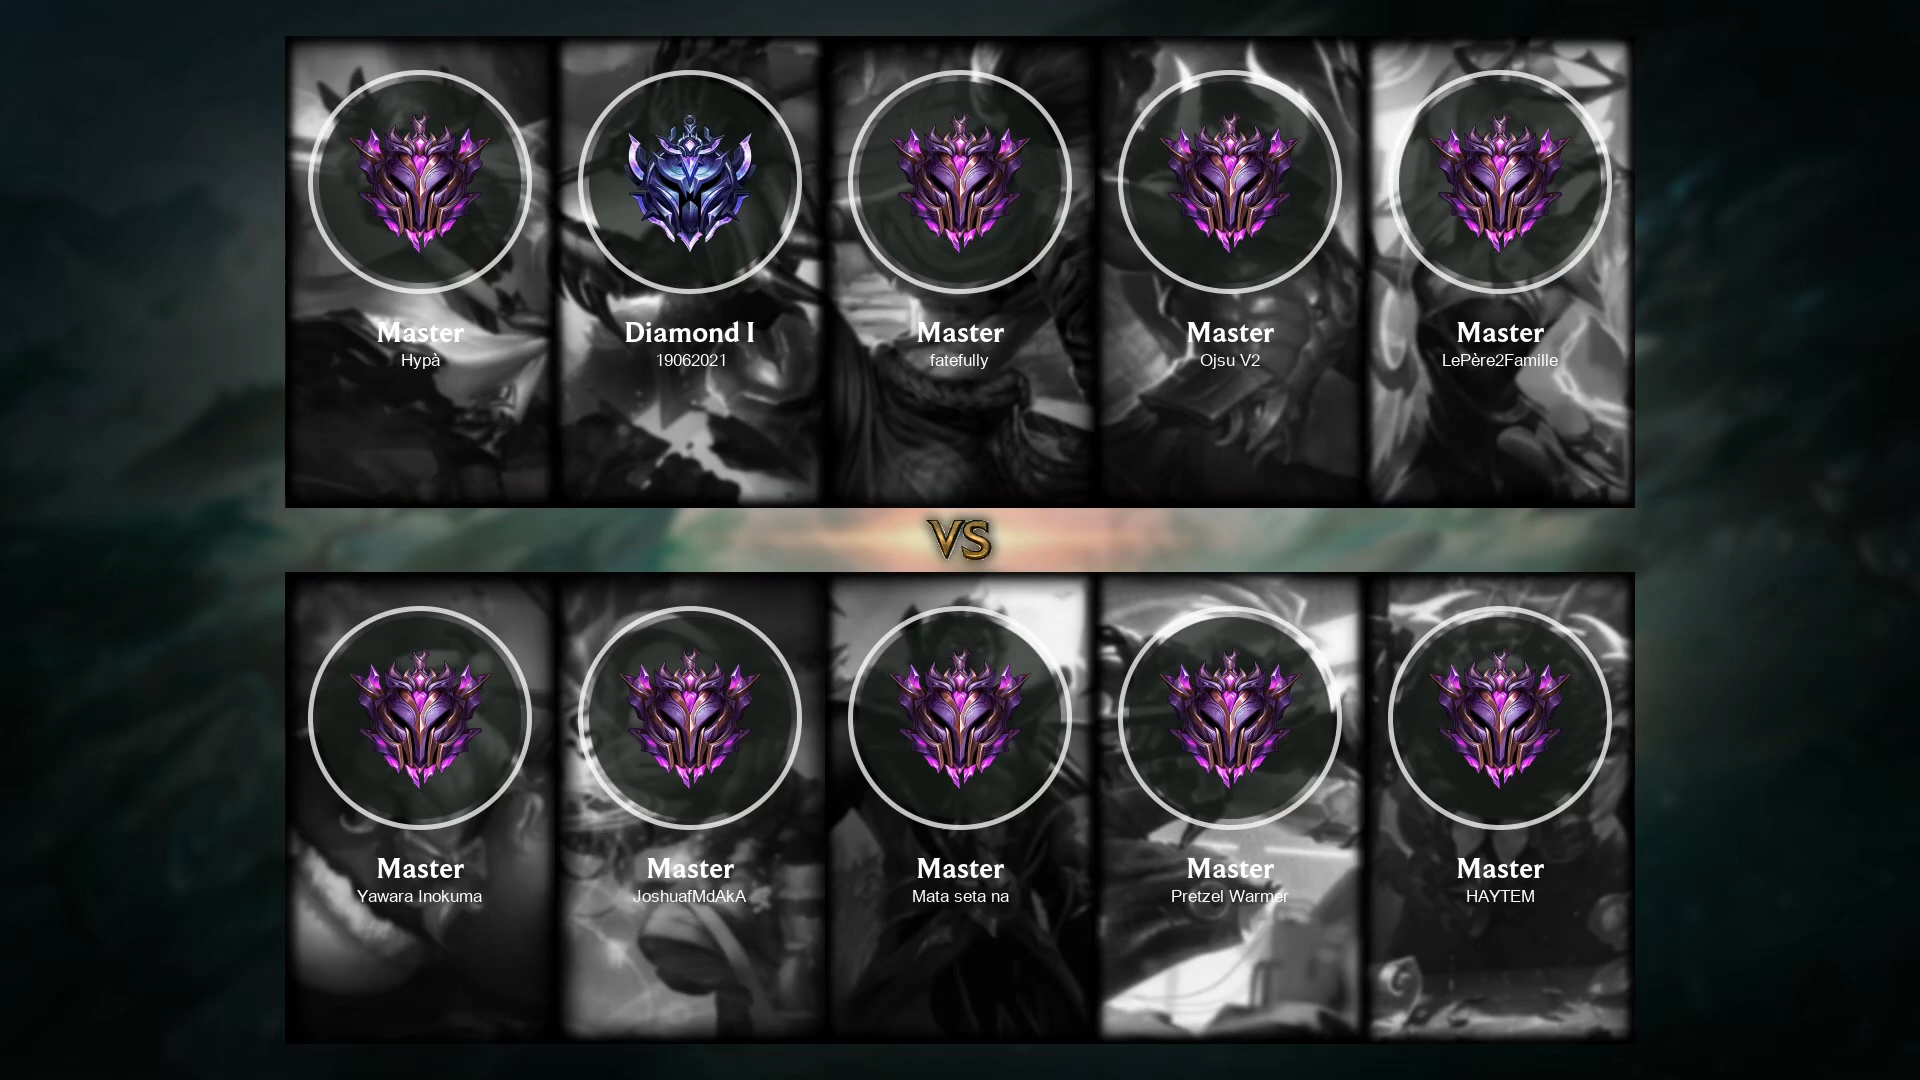 Master
Hypà
Diamond I
19062021
Master
fatefully
Master
Ojsu V2
Master
LePère2Famille
VS
Master
Yawara Inokuma
Master
JoshuafMdAkA
Master
Mata seta na
Master
Pretzel Warmer
Master
HAYTEM